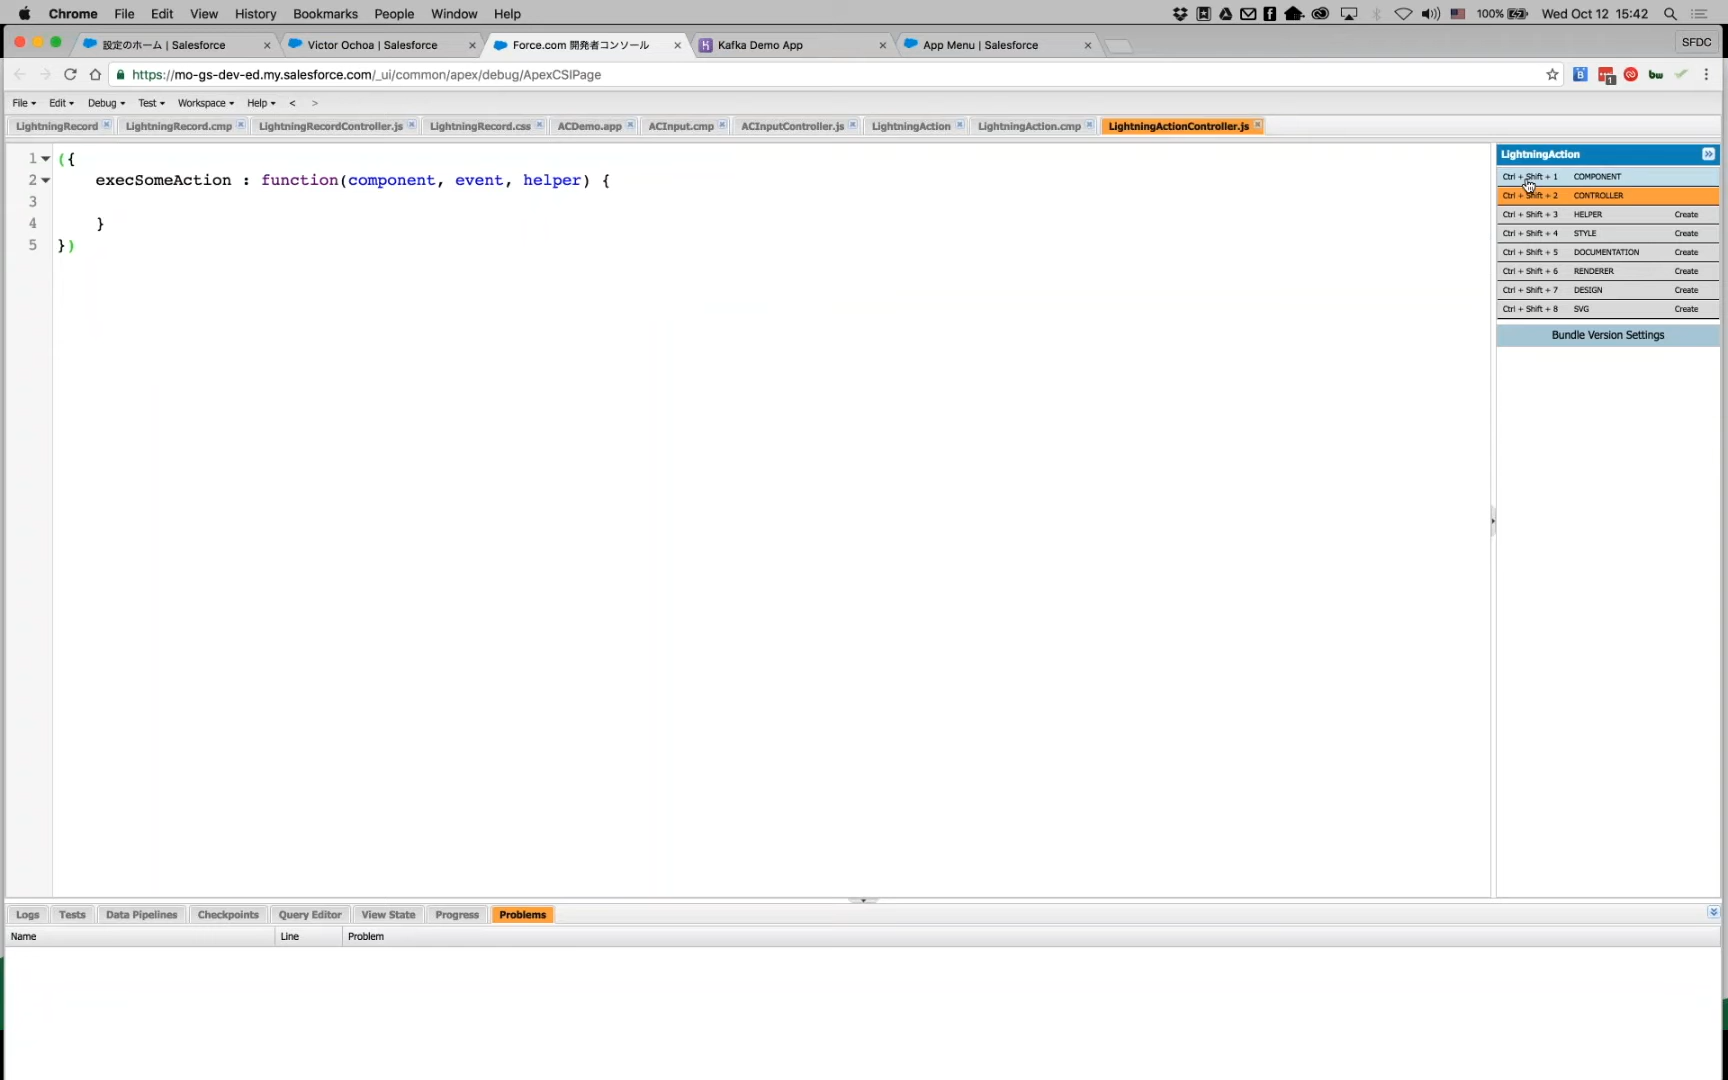 Chrome File Edit View History Bookmarks People Window Help 100% Wed Oct 12 15:42
設定のホーム | Salesforce Victor Ochoa | Salesforce Force.com 開発者コンソール Kafka Demo App App Menu | Salesforce SFDC
https://mo-gs-dev-ed.my.salesforce.com/_ui/common/apex/debug/ApexCSIPage
File Edit Debug Test Workspace Help < >
LightningRecord LightningRecord.cmp LightningRecordController.js LightningRecord.css ACDemo.app ACInput.cmp ACInputController.js LightningAction LightningAction.cmp LightningActionController.js
1 ({
2 execSomeAction : function(component, event, helper) {
3
4 }
5 })
LightningAction
Ctrl + Shift + 1 COMPONENT
Ctrl + Shift + 2 CONTROLLER
Ctrl + Shift + 3 HELPER Create
Ctrl + Shift + 4 STYLE Create
Ctrl + Shift + 5 DOCUMENTATION Create
Ctrl + Shift + 6 RENDERER Create
Ctrl + Shift + 7 DESIGN Create
Ctrl + Shift + 8 SVG Create
Bundle Version Settings
Logs Tests Data Pipelines Checkpoints Query Editor View State Progress Problems
Name Line Problem